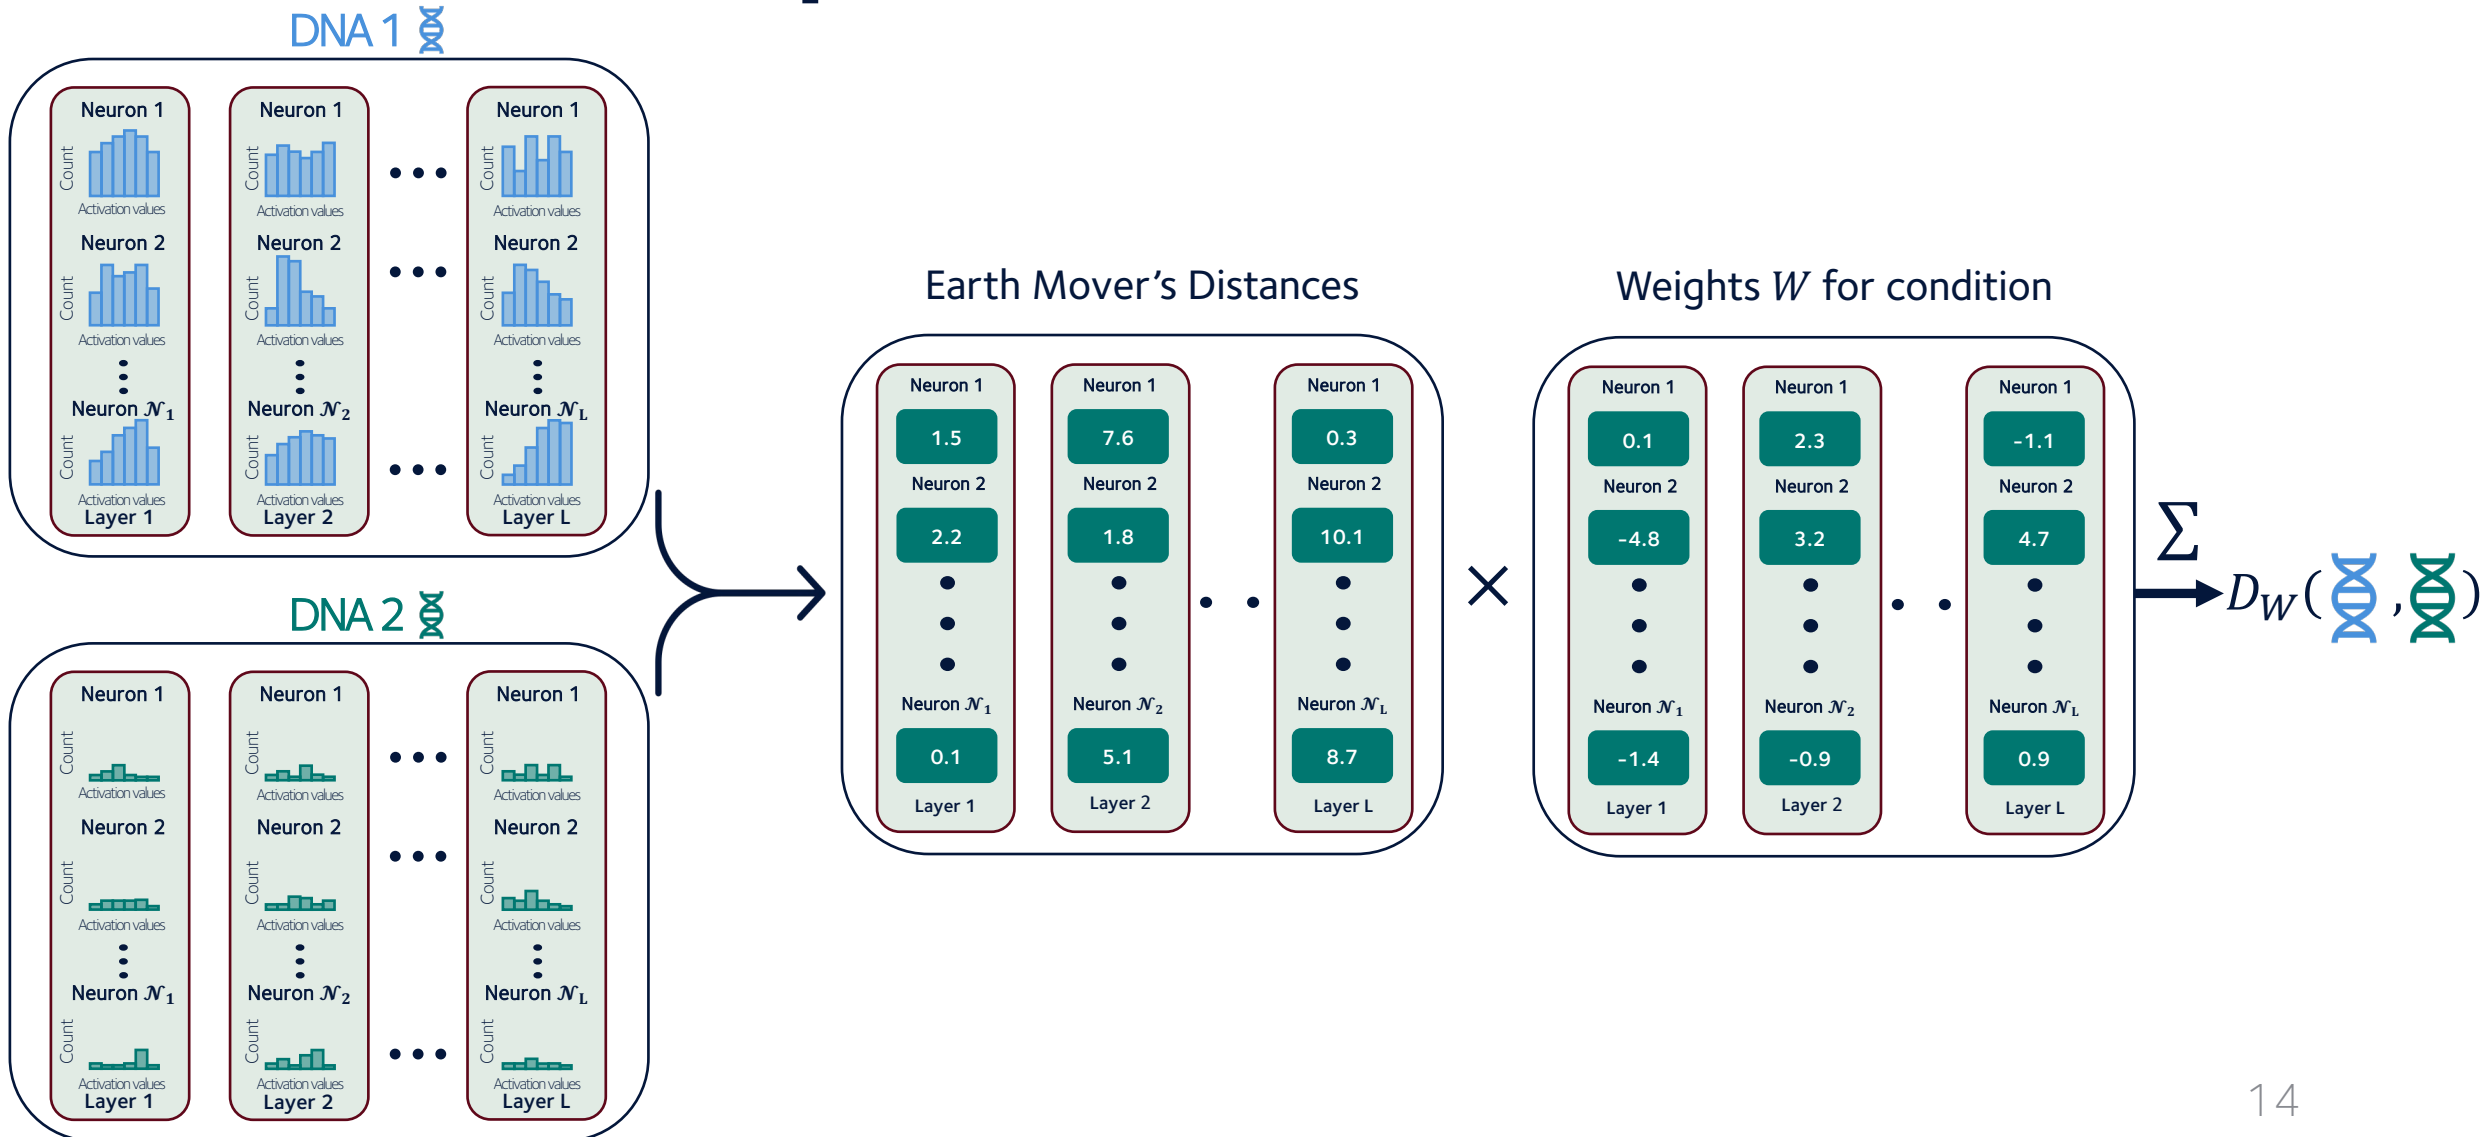 DNA 1
Neuron 1
Count
Activation values
Neuron 2
Count
Activation values
Neuron 𝒩1
Count
Activation values
Layer 1
Neuron 1
Count
Activation values
Neuron 2
Count
Activation values
Neuron 𝒩2
Count
Activation values
Layer 2
Neuron 1
Count
Activation values
Neuron 2
Count
Activation values
Neuron 𝒩L
Count
Activation values
Layer L
DNA 2
Neuron 1
Count
Activation values
Neuron 2
Count
Activation values
Neuron 𝒩1
Count
Activation values
Layer 1
Neuron 1
Count
Activation values
Neuron 2
Count
Activation values
Neuron 𝒩2
Count
Activation values
Layer 2
Neuron 1
Count
Activation values
Neuron 2
Count
Activation values
Neuron 𝒩L
Count
Activation values
Layer L
Earth Mover's Distances
Neuron 1
1.5
Neuron 2
2.2
Neuron 𝒩1
0.1
Layer 1
Neuron 1
7.6
Neuron 2
1.8
Neuron 𝒩2
5.1
Layer 2
Neuron 1
0.3
Neuron 2
10.1
Neuron 𝒩L
8.7
Layer L
×
Weights W for condition
Neuron 1
0.1
Neuron 2
-4.8
Neuron 𝒩1
-1.4
Layer 1
Neuron 1
2.3
Neuron 2
3.2
Neuron 𝒩2
-0.9
Layer 2
Neuron 1
-1.1
Neuron 2
4.7
Neuron 𝒩L
0.9
Layer L
∑
DW( , )
14